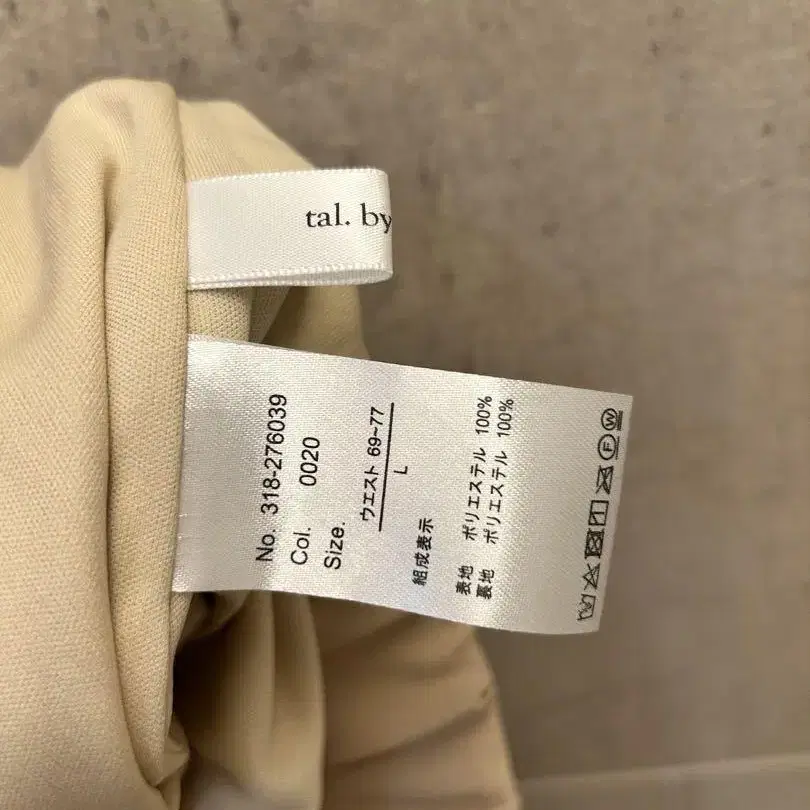 tal. by
No. 318-276039
Col. 0020
Size.
ウエスト 69~77
L
組成表示
表地 ポリエステル 100%
裏地 ポリエステル 100%
F W